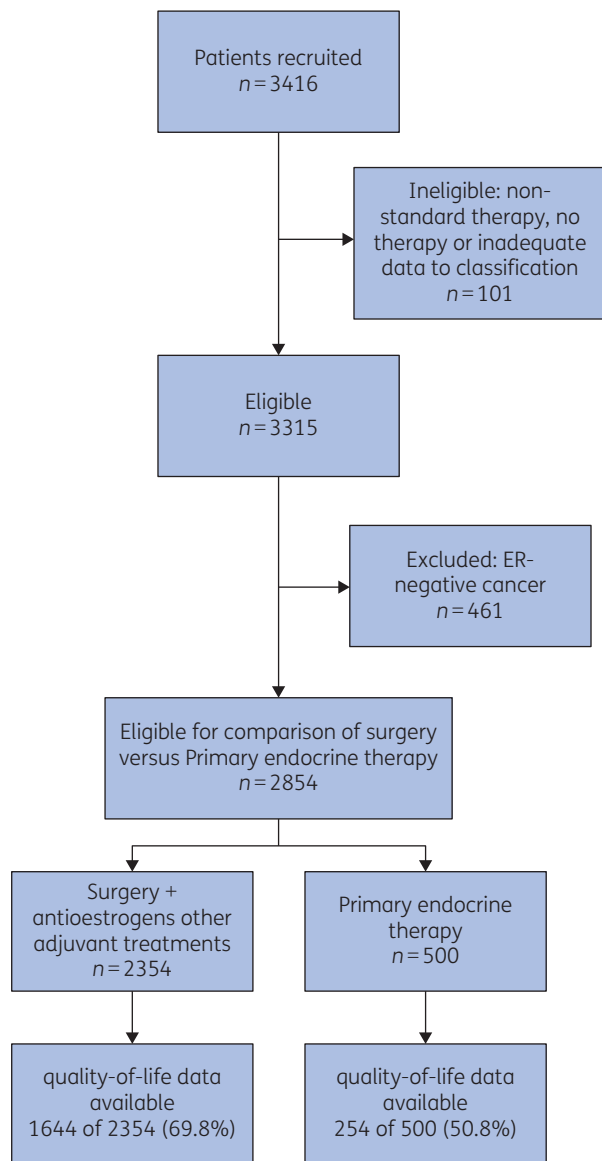 Patients recruited
n = 3416
Ineligible: non-
standard therapy, no
therapy or inadequate
data to classification
n = 101
Eligible
n = 3315
Excluded: ER-
negative cancer
n = 461
Eligible for comparison of surgery
versus Primary endocrine therapy
n = 2854
Surgery +
antioestrogens other
adjuvant treatments
n = 2354
Primary endocrine
therapy
n = 500
quality-of-life data
available
1644 of 2354 (69.8%)
quality-of-life data
available
254 of 500 (50.8%)